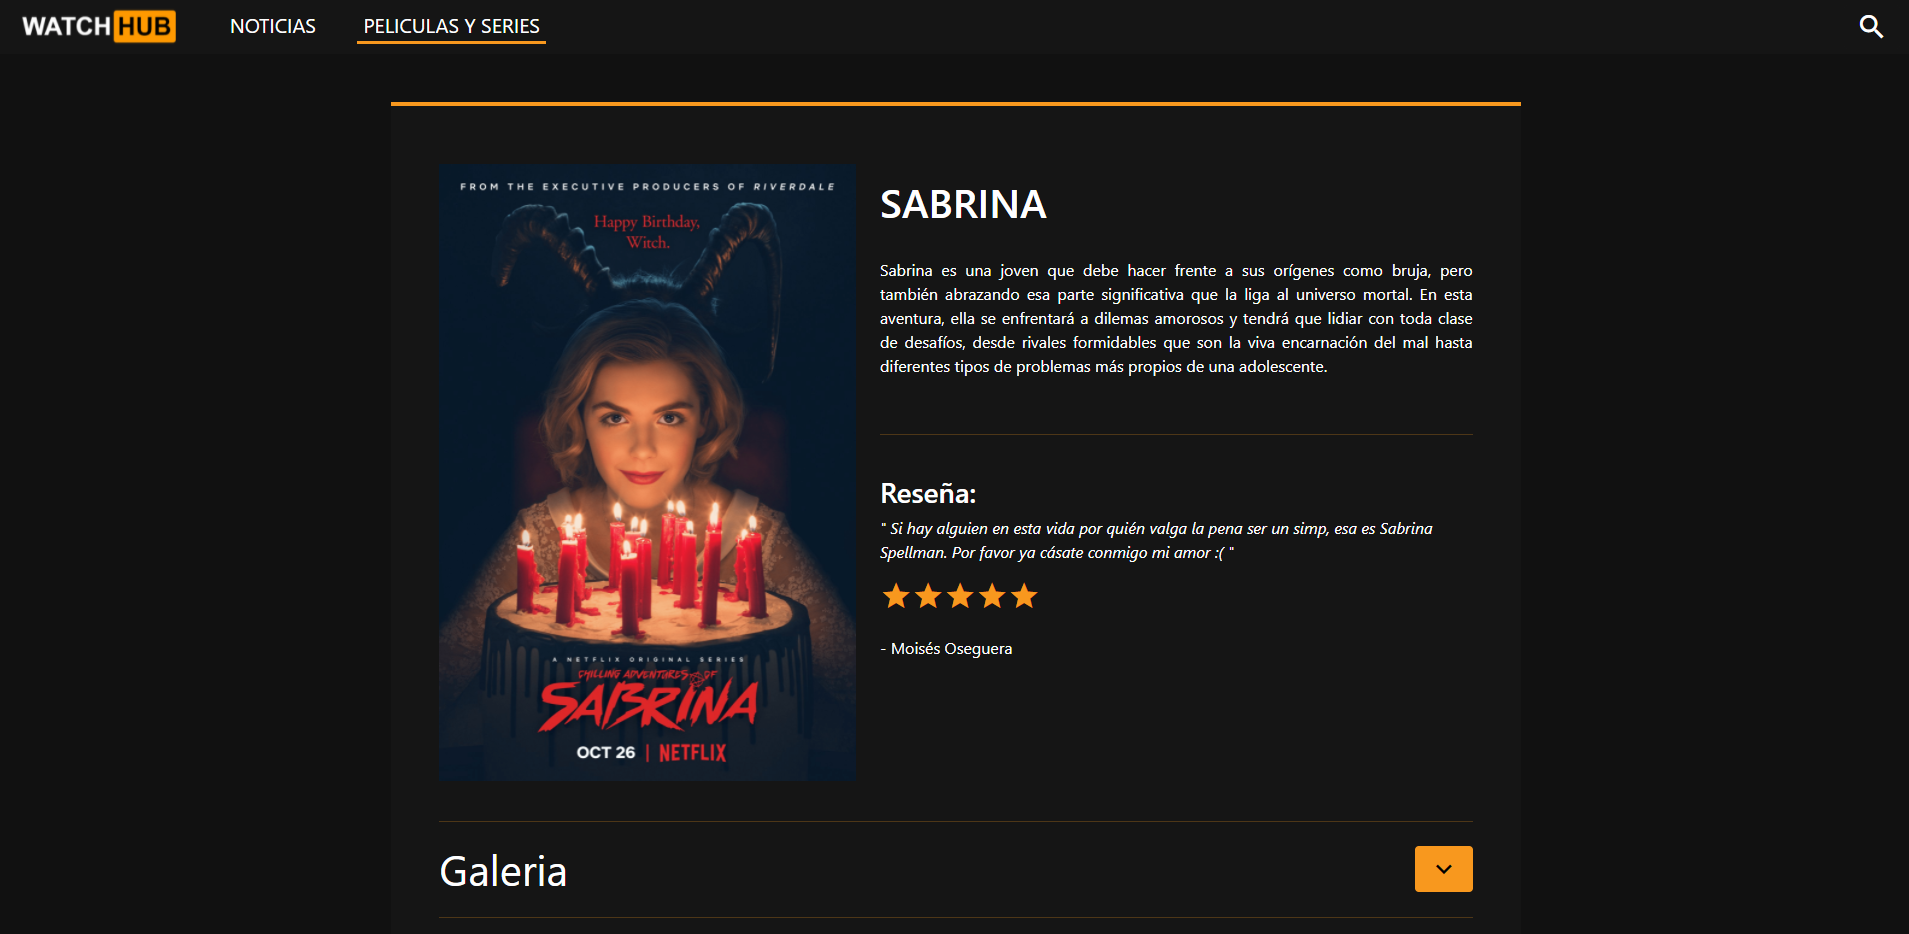 WATCH HUB
NOTICIAS
PELICULAS Y SERIES
FROM THE EXECUTIVE PRODUCERS OF RIVERDALE
Happy Birthday,
Witch.
A NETFLIX ORIGINAL SERIES
CHILLING ADVENTURES OF
SABRINA
OCT 26 | NETFLIX
SABRINA
Sabrina es una joven que debe hacer frente a sus orígenes como bruja, pero
también abrazando esa parte significativa que la liga al universo mortal. En esta
aventura, ella se enfrentará a dilemas amorosos y tendrá que lidiar con toda clase
de desafíos, desde rivales formidables que son la viva encarnación del mal hasta
diferentes tipos de problemas más propios de una adolescente.
Reseña:
" Si hay alguien en esta vida por quién valga la pena ser un simp, esa es Sabrina
Spellman. Por favor ya cásate conmigo mi amor :( "
- Moisés Oseguera
Galeria